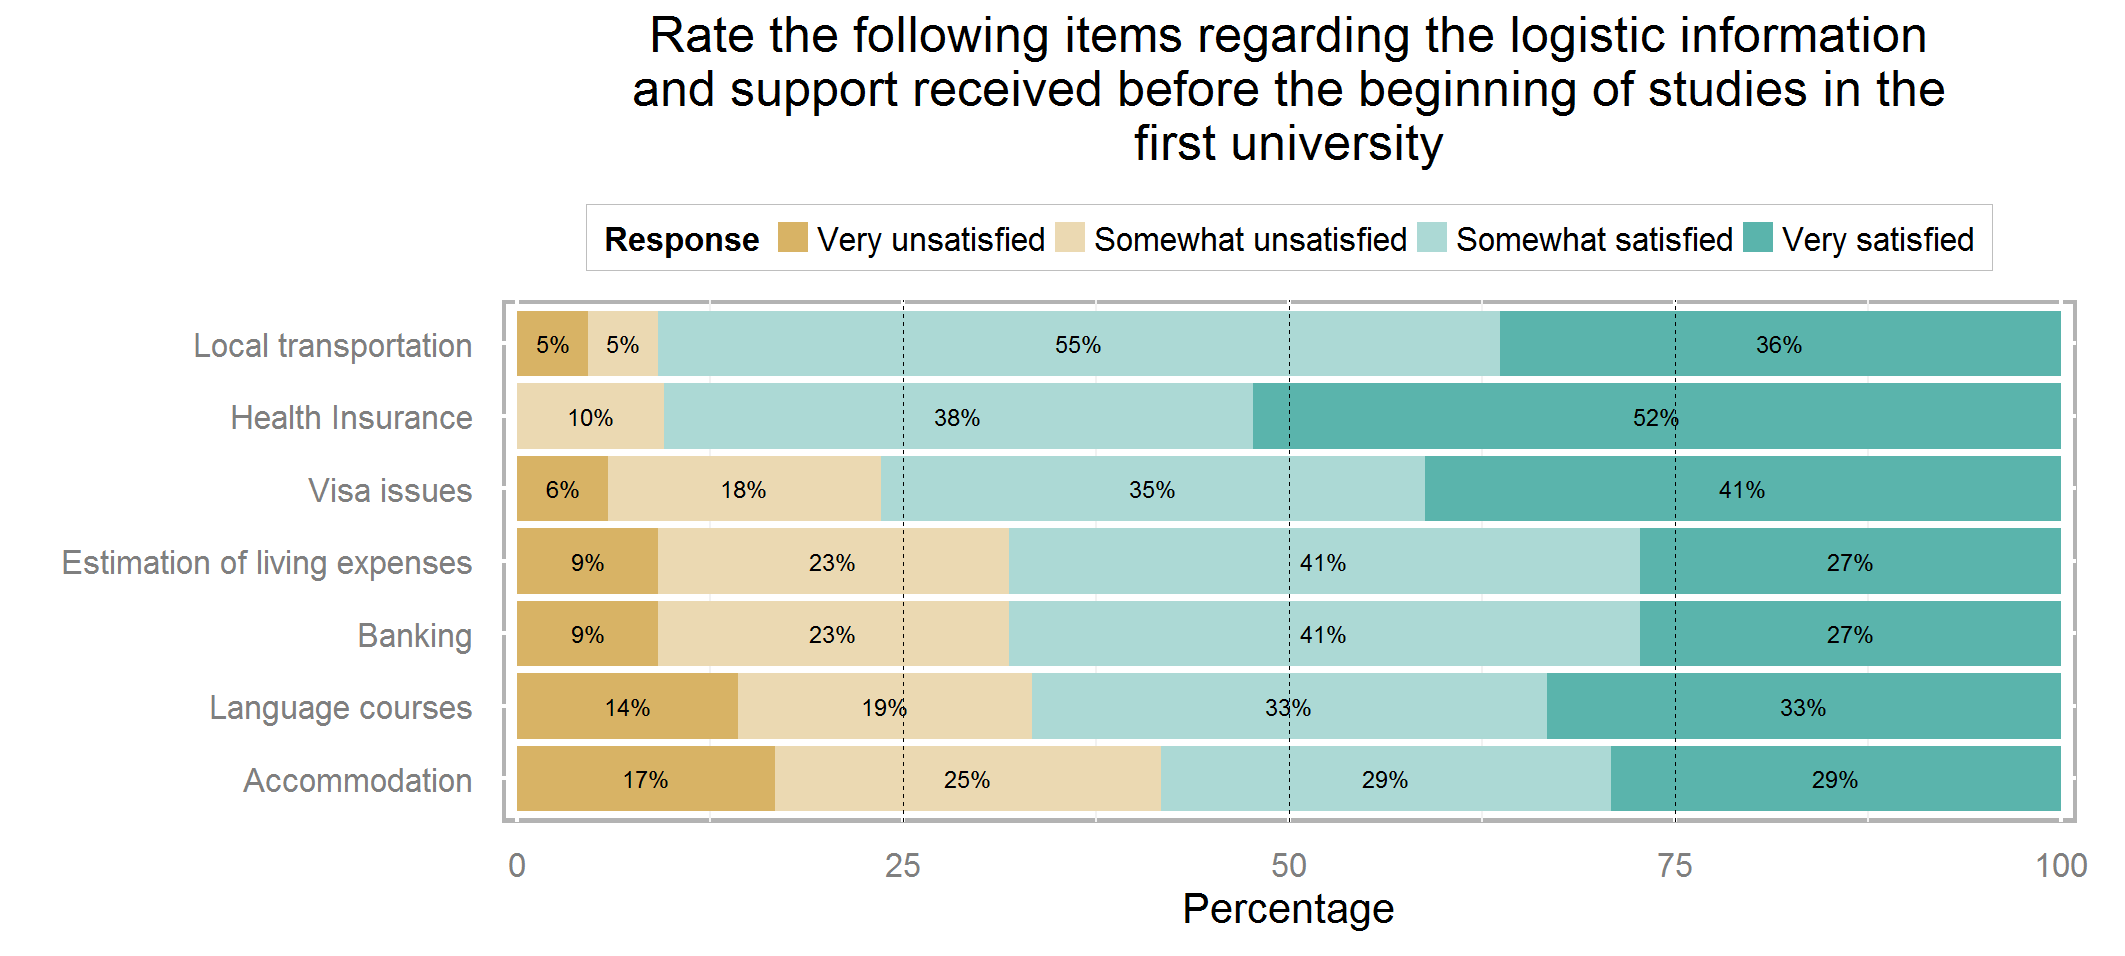 Rate the following items regarding the logistic information
and support received before the beginning of studies in the
first university
Response Very unsatisfied Somewhat unsatisfied Somewhat satisfied Very satisfied
Local transportation 5% 5% 55% 36%
Health Insurance 10% 38% 52%
Visa issues 6% 18% 35% 41%
Estimation of living expenses 9% 23% 41% 27%
Banking 9% 23% 41% 27%
Language courses 14% 19% 33% 33%
Accommodation 17% 25% 29% 29%
0 25 50 75 100
Percentage